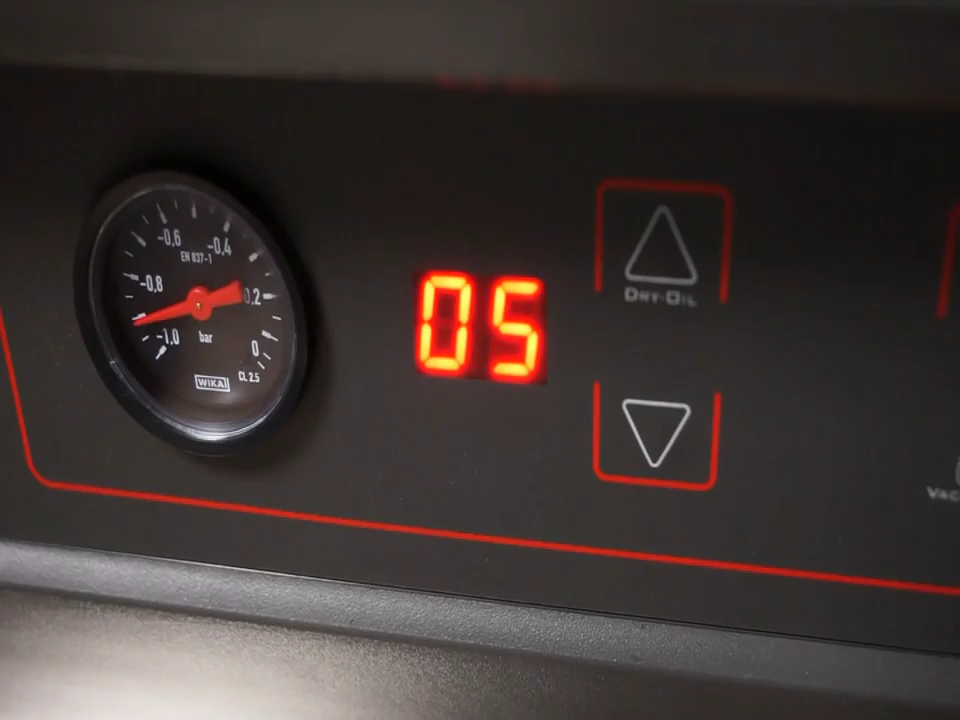 -0,6
-0,4
EN 837-1
-0,8
0,2
-1,0
bar
0
WIKA
CL 2.5
05
DRY-OIL
VAC